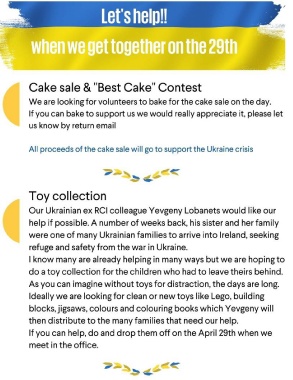 Let's help!!
when we get together on the 29th
Cake sale & "Best Cake" Contest
We are looking for volunteers to bake for the cake sale on the day.
If you can bake to support us we would really appreciate it, please let
us know by return email
All proceeds of the cake sale will go to support the Ukraine crisis
Toy collection
Our Ukrainian ex RCI colleague Yevgeny Lobanets would like our
help if possible. A number of weeks back, his sister and her family
were one of many Ukrainian families to arrive into Ireland, seeking
refuge and safety from the war in Ukraine.
I know many are already helping in many ways but we are hoping to
do a toy collection for the children who had to leave theirs behind.
As you can imagine without toys for distraction, the days are long.
Ideally we are looking for clean or new toys like Lego, building
blocks, jigsaws, colours and colouring books which Yevgeny will
then distribute to the many families that need our help.
If you can help, do and drop them off on the April 29th when we
meet in the office.